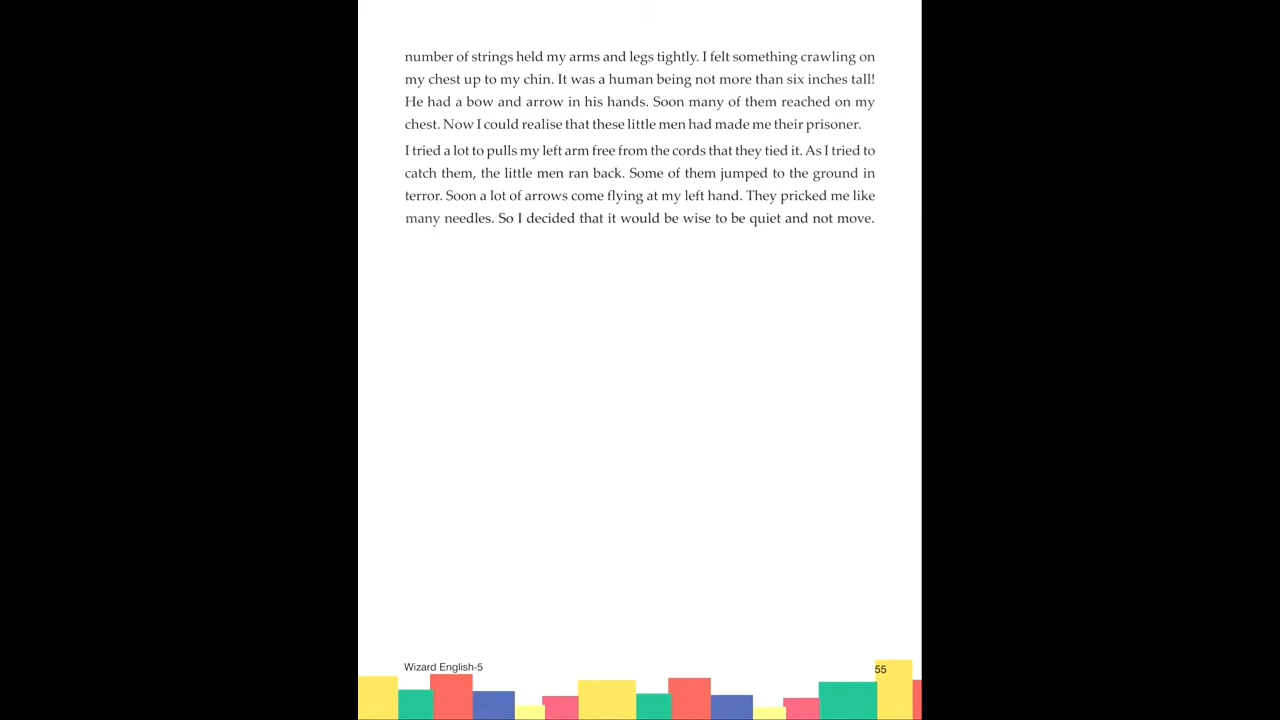 number of strings held my arms and legs tightly. I felt something crawling on
my chest up to my chin. It was a human being not more than six inches tall!
He had a bow and arrow in his hands. Soon many of them reached on my
chest. Now I could realise that these little men had made me their prisoner.
I tried a lot to pulls my left arm free from the cords that they tied it. As I tried to
catch them, the little men ran back. Some of them jumped to the ground in
terror. Soon a lot of arrows come flying at my left hand. They pricked me like
many needles. So I decided that it would be wise to be quiet and not move.
Wizard English-5
55